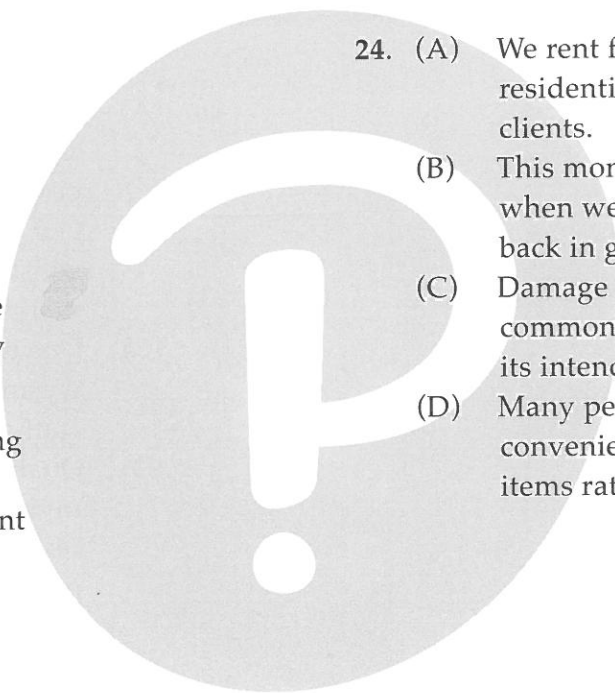 ng
nt
24. (A) We rent
residenti
clients.
(B) This mor
when we
back in g
(C) Damage
common
its intend
(D) Many pe
convenie
items rat